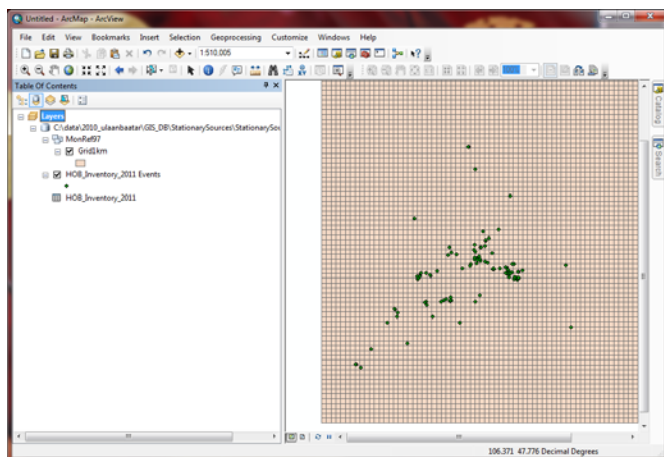 Untitled - ArcMap - ArcView
File Edit View Bookmarks Insert Selection Geoprocessing Customize Windows Help
1:510,005
Table Of Contents
Layers
C:\data\2010_ulaanbaatar\GIS_DB\StationarySources\StationarySou
MonRef97
Grid1km
HOB_Inventory_2011 Events
HOB_Inventory_2011
Catalog
Search
106.371 47.776 Decimal Degrees